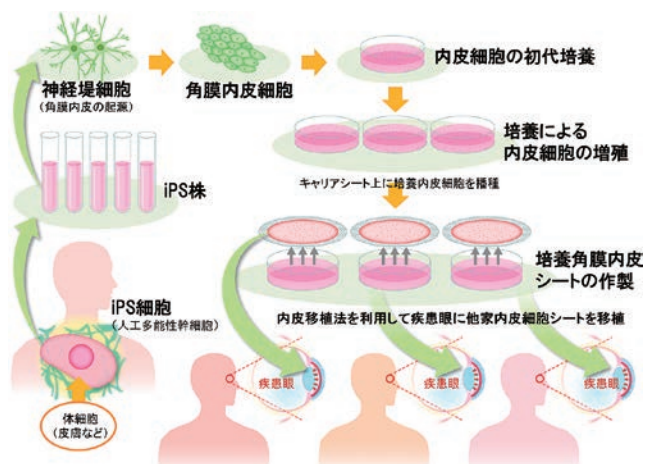 神経堤細胞
(角膜内皮の起源)
角膜内皮細胞
内皮細胞の初代培養
培養による
内皮細胞の増殖
iPS株
キャリアシート上に培養内皮細胞を播種
培養角膜内皮
シートの作製
iPS細胞
(人工多能性幹細胞)
内皮移植法を利用して疾患眼に他家内皮細胞シートを移植
体細胞
(皮膚など)
疾患眼
疾患眼
疾患眼